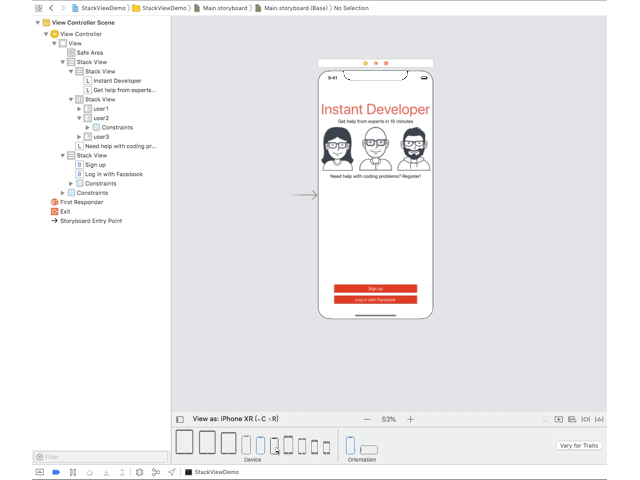 StackViewDemo StackViewDemo Main.storyboard Main.storyboard (Base) No Selection
View Controller Scene
View Controller
View
Safe Area
Stack View
Stack View
L Instant Developer
L Get help from experts...
Stack View
user1
user2
Constraints
user3
L Need help with coding pr...
Stack View
B Sign up
B Log in with Facebook
Constraints
Constraints
First Responder
Exit
Storyboard Entry Point
9:41
Instant Developer
Get help from experts in 15 minutes
Need help with coding problems? Register!
Sign up
Log in with Facebook
View as: iPhone XR (wC hR)
53%
Filter
Device
Orientation
Vary for Traits
StackViewDemo